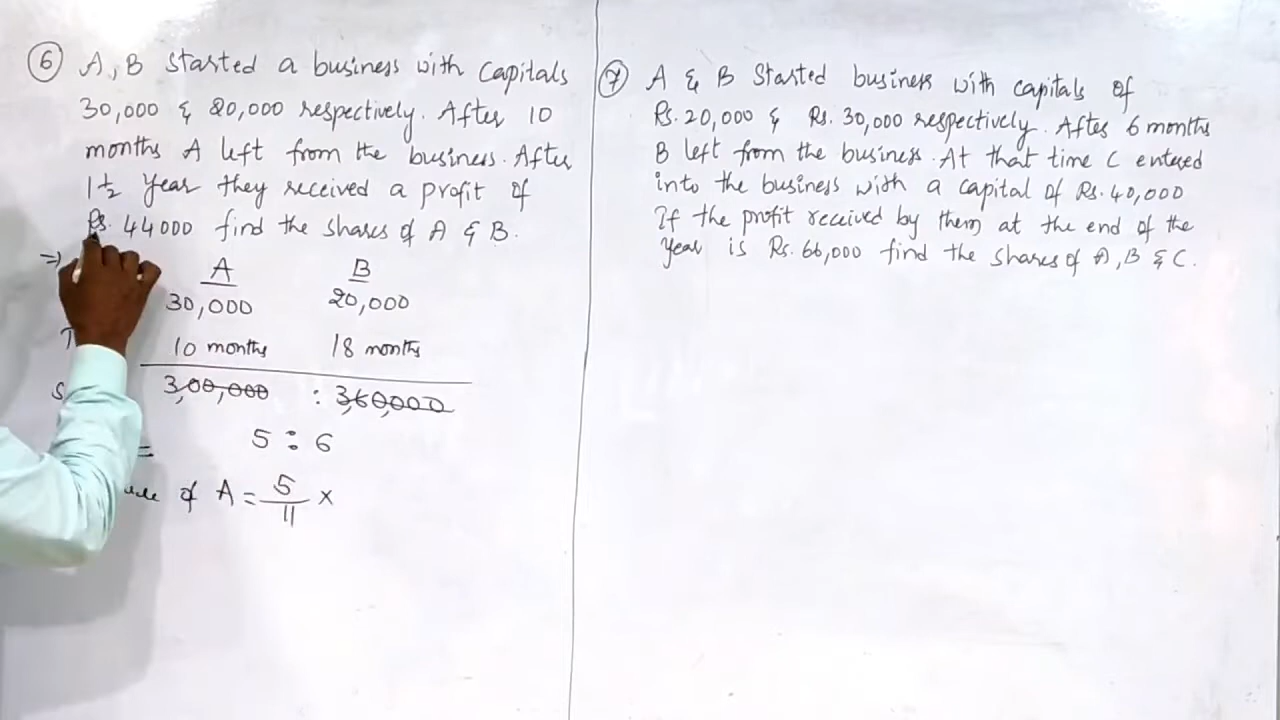 ⑥ A, B started a business with capitals
30,000 & 20,000 respectively. After 10
months A left from the business. After
1½ year they received a profit of
Rs. 44000 find the shares of A & B.
⇒ A B
30,000 20,000
T 10 months 18 months
S 3,00,000 : 3,60,000
= 5 : 6
of A = 5/11 ×
⑦ A & B started business with capitals of
Rs. 20,000 & Rs. 30,000 respectively. After 6 months
B left from the business. At that time C entered
into the business with a capital of Rs. 40,000
If the profit received by them at the end of the
year is Rs. 66,000 find the shares of A, B & C.